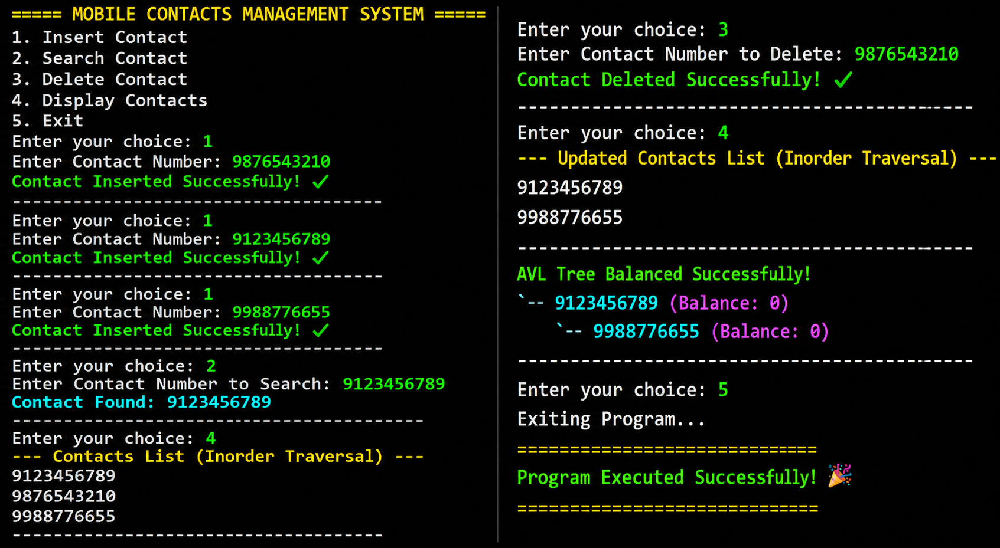 ===== MOBILE CONTACTS MANAGEMENT SYSTEM =====
1. Insert Contact
2. Search Contact
3. Delete Contact
4. Display Contacts
5. Exit
Enter your choice: 1
Enter Contact Number: 9876543210
Contact Inserted Successfully! ✓
-------------------------------------
Enter your choice: 1
Enter Contact Number: 9123456789
Contact Inserted Successfully! ✓
-------------------------------------
Enter your choice: 1
Enter Contact Number: 9988776655
Contact Inserted Successfully! ✓
-------------------------------------
Enter your choice: 2
Enter Contact Number to Search: 9123456789
Contact Found: 9123456789
-----------------------------------------
Enter your choice: 4
--- Contacts List (Inorder Traversal) ---
9123456789
9876543210
9988776655
-------------------------------------
Enter your choice: 3
Enter Contact Number to Delete: 9876543210
Contact Deleted Successfully! ✓
-------------------------------------------
Enter your choice: 4
--- Updated Contacts List (Inorder Traversal) ---
9123456789
9988776655
-------------------------------------------
AVL Tree Balanced Successfully!
`-- 9123456789 (Balance: 0)
    `-- 9988776655 (Balance: 0)
-------------------------------------------
Enter your choice: 5
Exiting Program...
=============================
Program Executed Successfully! 🎉
=============================